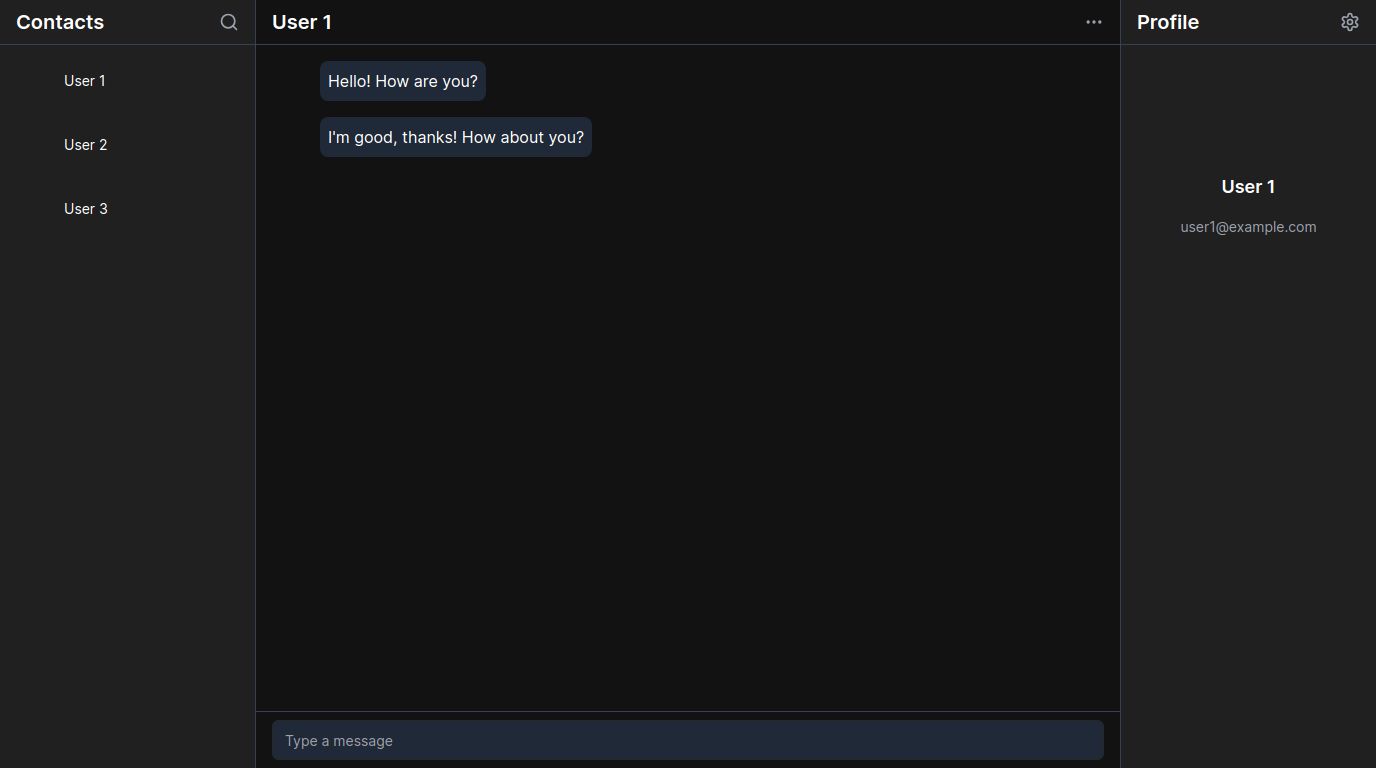 Contacts
User 1
User 2
User 3
User 1
Hello! How are you?
I'm good, thanks! How about you?
Type a message
Profile
User 1
user1@example.com